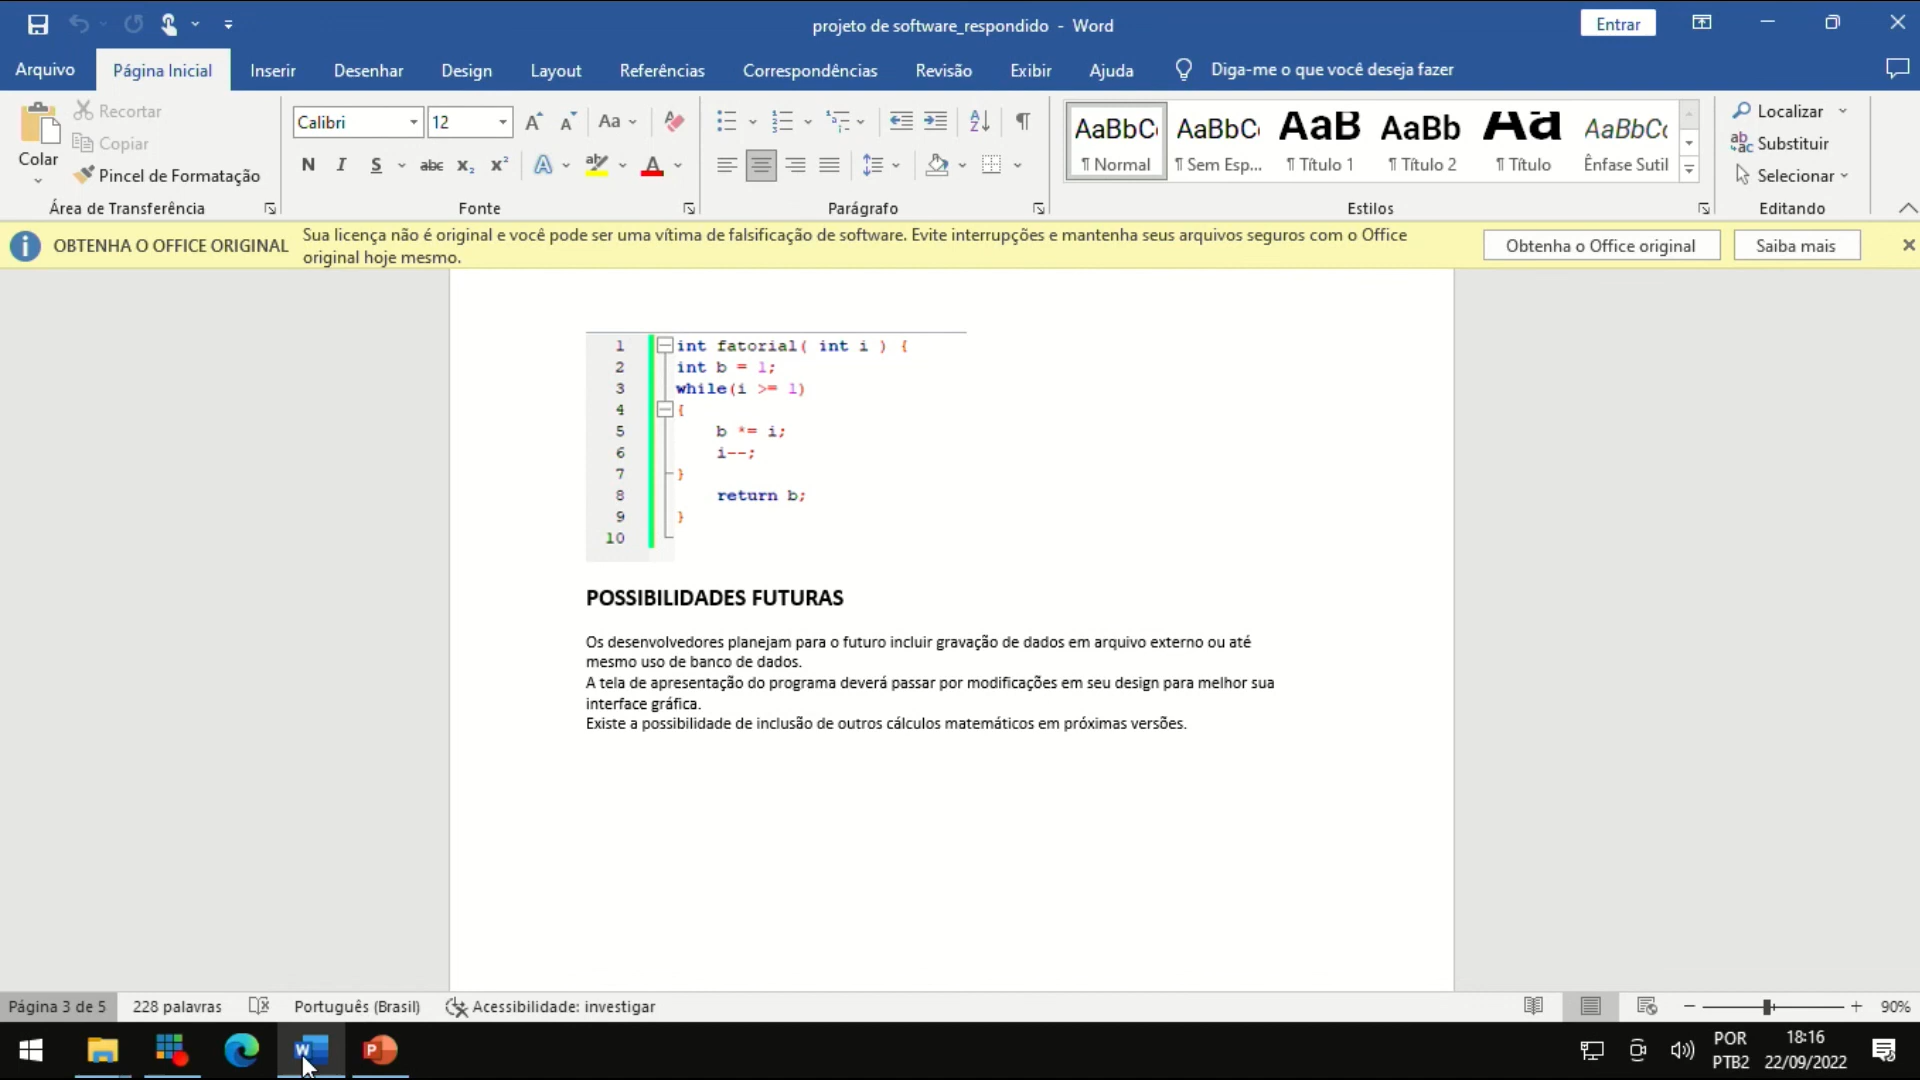 projeto de software_respondido - Word
Entrar
Arquivo Página Inicial Inserir Desenhar Design Layout Referências Correspondências Revisão Exibir Ajuda Diga-me o que você deseja fazer
Colar
Recortar
Copiar
Pincel de Formatação
Área de Transferência
Calibri 12 Aa
N I S abc x₂ x² A A
Fonte
Parágrafo
AaBbCc AaBbCc AaB AaBb Aa AaBbCc
¶ Normal ¶ Sem Esp... ¶ Título 1 ¶ Título 2 ¶ Título Ênfase Sutil
Estilos
Localizar
Substituir
Selecionar
Editando
OBTENHA O OFFICE ORIGINAL
Sua licença não é original e você pode ser uma vítima de falsificação de software. Evite interrupções e mantenha seus arquivos seguros com o Office
original hoje mesmo.
Obtenha o Office original
Saiba mais
1 int fatorial( int i ) {
2 int b = 1;
3 while(i >= 1)
4 {
5 b *= i;
6 i--;
7 }
8 return b;
9 }
10
POSSIBILIDADES FUTURAS
Os desenvolvedores planejam para o futuro incluir gravação de dados em arquivo externo ou até
mesmo uso de banco de dados.
A tela de apresentação do programa deverá passar por modificações em seu design para melhor sua
interface gráfica.
Existe a possibilidade de inclusão de outros cálculos matemáticos em próximas versões.
Página 3 de 5 228 palavras Português (Brasil) Acessibilidade: investigar
90%
POR
PTB2
18:16
22/09/2022